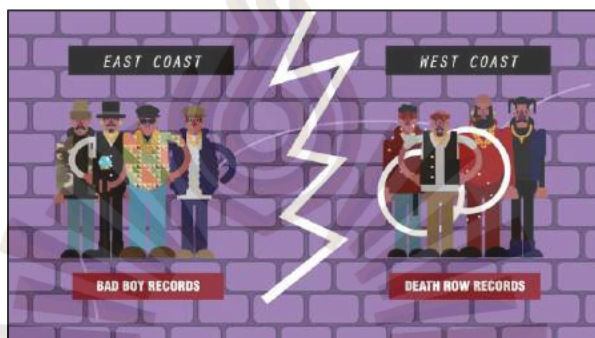 EAST COAST
WEST COAST
BAD BOY RECORDS
DEATH ROW RECORDS